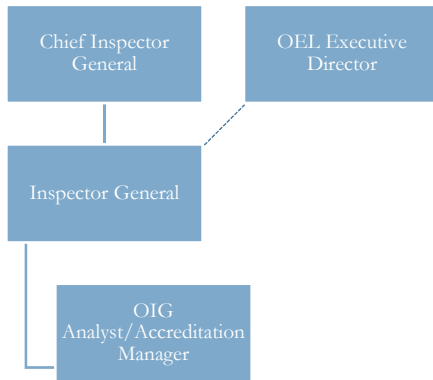 Chief Inspector
General
OEL Executive
Director
Inspector General
OIG
Analyst/Accreditation
Manager